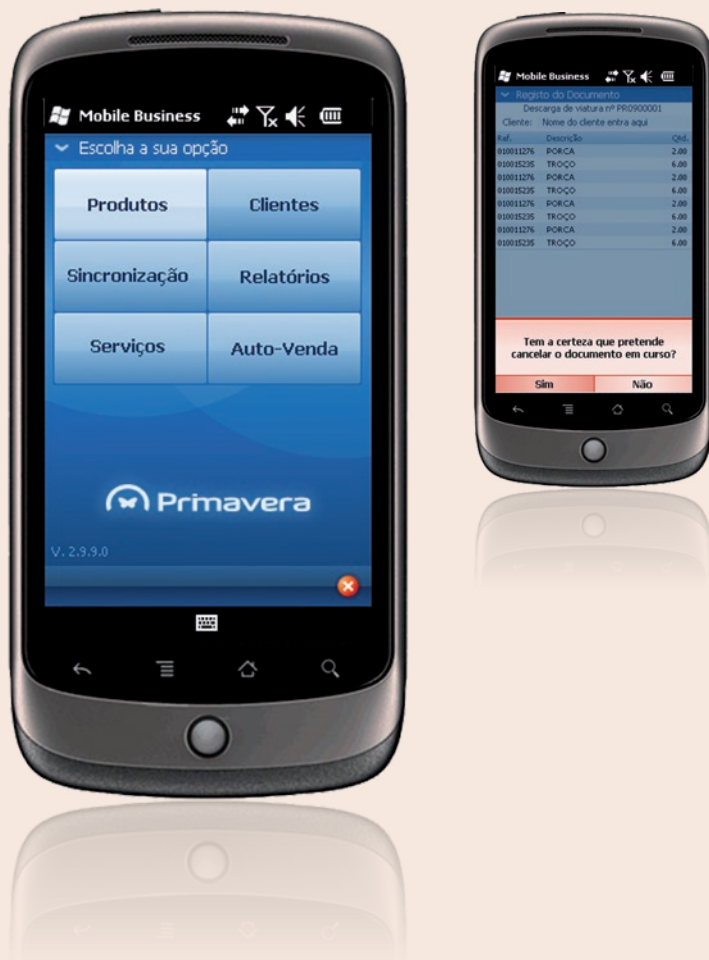 Mobile Business
Escolha a sua opção
Produtos
Clientes
Sincronização
Relatórios
Serviços
Auto-Venda
Primavera
V. 2.9.9.0
Mobile Business
Registo do Documento
Descarga de viatura nº PR0900001
Cliente: Nome do cliente entra aqui
Raf. Descrição Qtd.
010011276 PORCA 2.00
010015235 TROÇO 6.00
010011276 PORCA 2.00
010015235 TROÇO 6.00
010011276 PORCA 2.00
010015235 TROÇO 6.00
010011276 PORCA 2.00
010015235 TROÇO 6.00
Tem a certeza que pretende
cancelar o documento em curso?
Sim Não